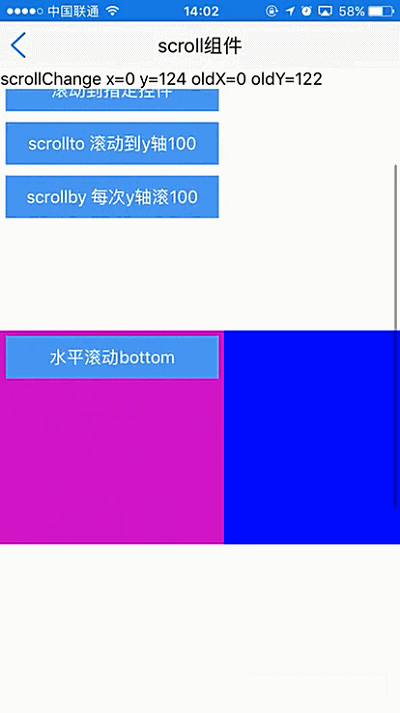 中国联通 14:02 58%
scroll组件
scrollChange x=0 y=124 oldX=0 oldY=122
滚动到指定控件
scrollto 滚动到y轴100
scrollby 每次y轴滚100
水平滚动bottom